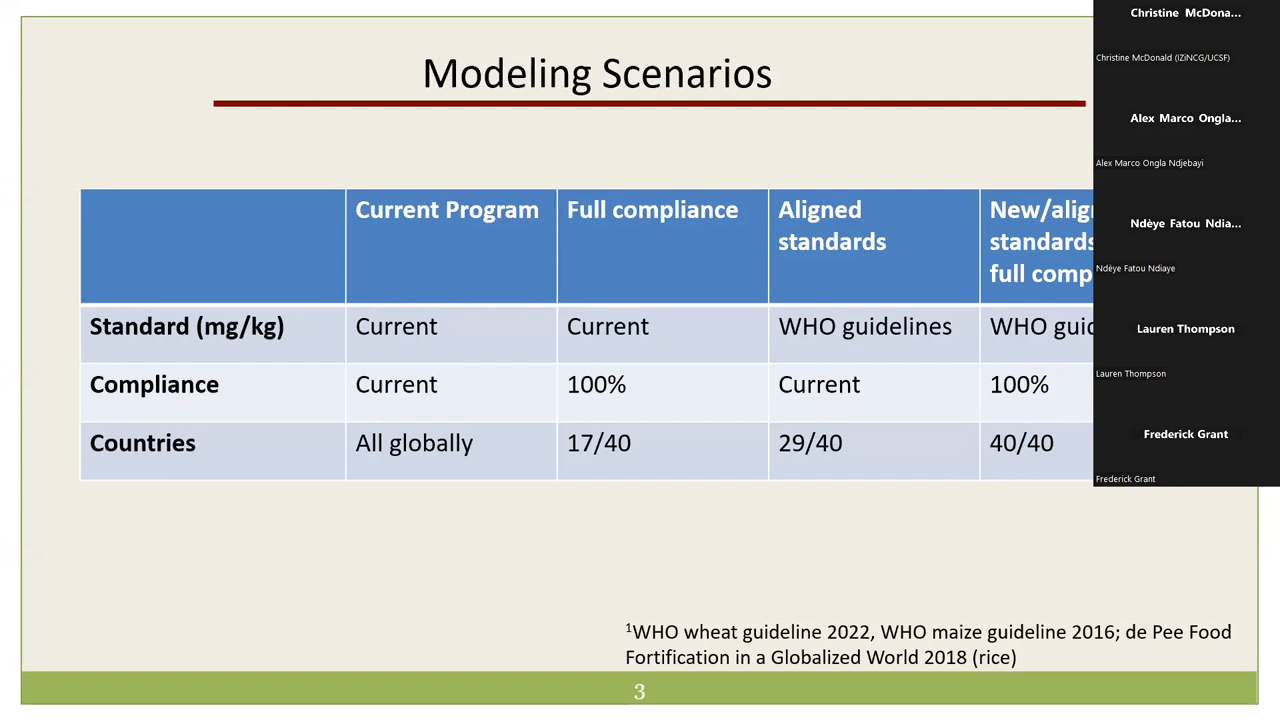 Modeling Scenarios
Current Program
Full compliance
Aligned
standards
New/alig
standards
full comp
Standard (mg/kg)
Current
Current
WHO guidelines
WHO guid
Compliance
Current
100%
Current
100%
Countries
All globally
17/40
29/40
40/40
¹WHO wheat guideline 2022, WHO maize guideline 2016; de Pee Food
Fortification in a Globalized World 2018 (rice)
3
Christine McDona...
Christine McDonald (IZiNCG/UCSF)
Alex Marco Ongla...
Alex Marco Ongla Ndjebayi
Ndèye Fatou Ndia...
Ndèye Fatou Ndiaye
Lauren Thompson
Lauren Thompson
Frederick Grant
Frederick Grant